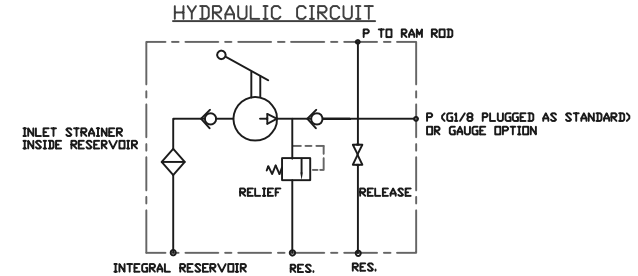 HYDRAULIC CIRCUIT
P TO RAM ROD
P (G1/8 PLUGGED AS STANDARD)
OR GAUGE OPTION
INLET STRAINER
INSIDE RESERVOIR
RELIEF
RELEASE
INTEGRAL RESERVOIR
RES.
RES.